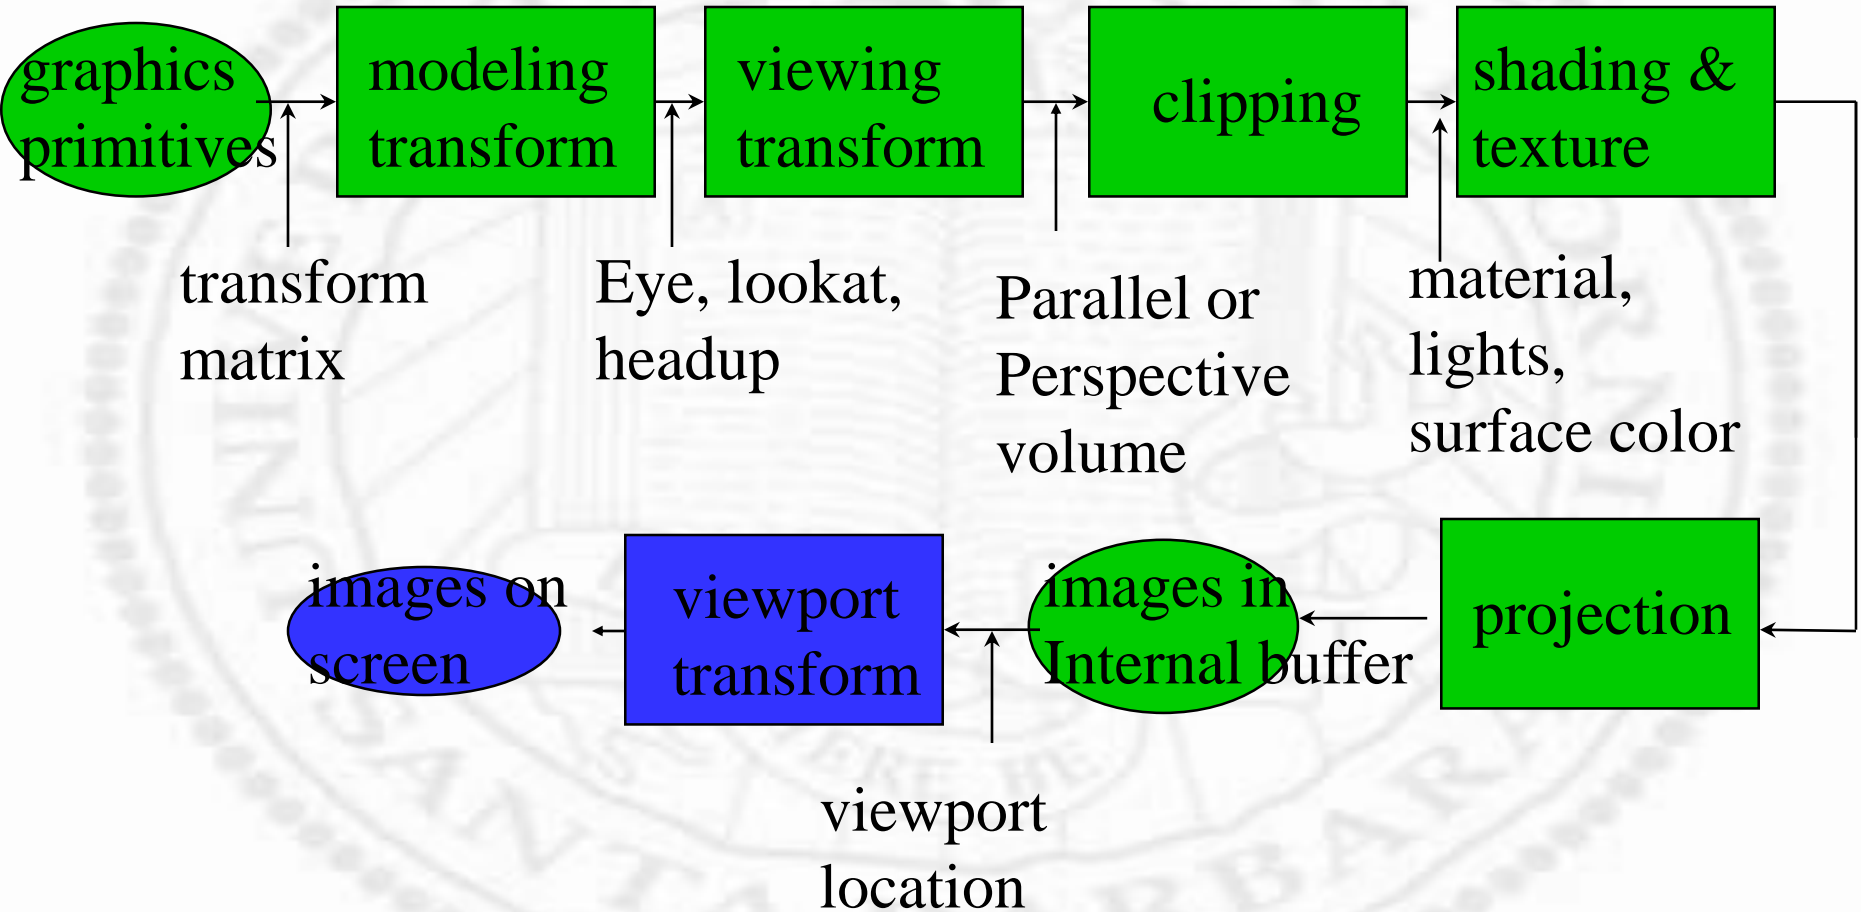 graphics
primitives
modeling
transform
viewing
transform
clipping
shading &
texture
transform
matrix
Eye, lookat,
headup
Parallel or
Perspective
volume
material,
lights,
surface color
images on
screen
viewport
transform
images in
Internal buffer
projection
viewport
location